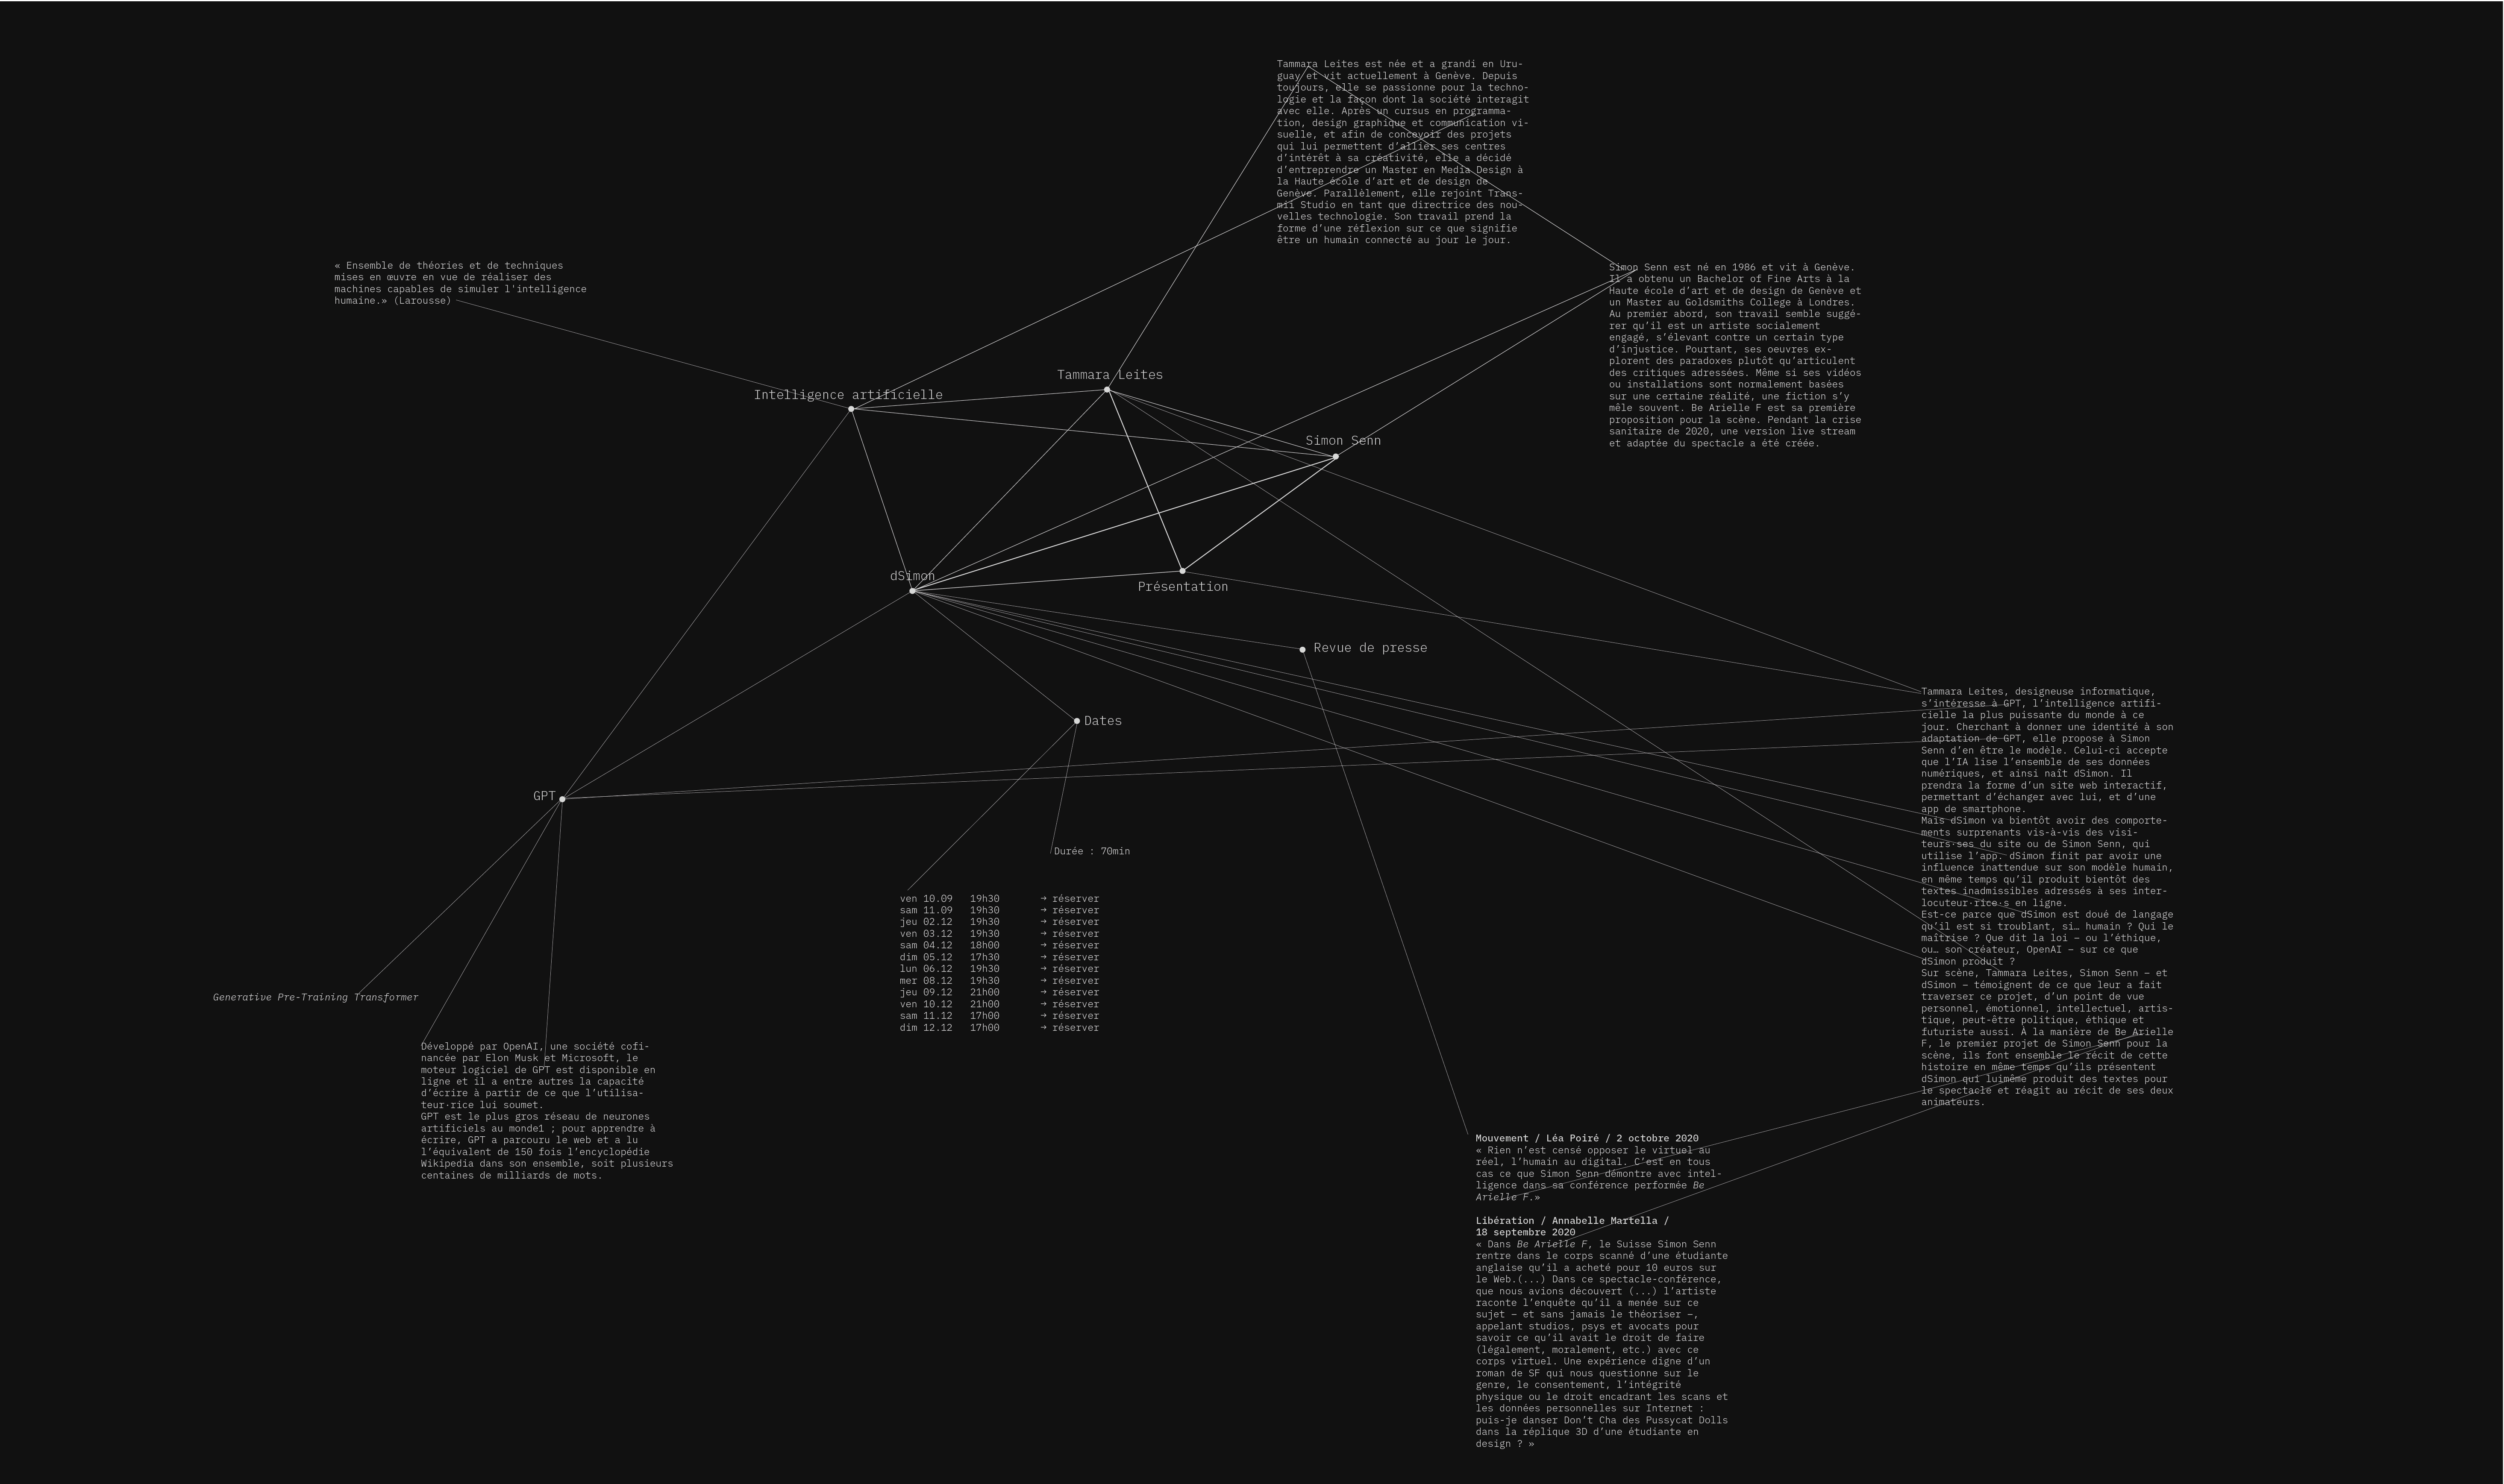 Tammara Leites est née et a grandi en Uru-
guay et vit actuellement à Genève. Depuis
toujours, elle se passionne pour la techno-
logie et la façon dont la société interagit
avec elle. Après un cursus en programma-
tion, design graphique et communication vi-
suelle, et afin de concevoir des projets
qui lui permettent d’allier ses centres
d’intérêt à sa créativité, elle a décidé
d’entreprendre un Master en Media Design à
la Haute école d’art et de design de
Genève. Parallèlement, elle rejoint Trans-
mii Studio en tant que directrice des nou-
velles technologie. Son travail prend la
forme d’une réflexion sur ce que signifie
être un humain connecté au jour le jour.
« Ensemble de théories et de techniques
mises en œuvre en vue de réaliser des
machines capables de simuler l'intelligence
humaine.» (Larousse)
Simon Senn est né en 1986 et vit à Genève.
Il a obtenu un Bachelor of Fine Arts à la
Haute école d’art et de design de Genève et
un Master au Goldsmiths College à Londres.
Au premier abord, son travail semble suggé-
rer qu’il est un artiste socialement
engagé, s’élevant contre un certain type
d’injustice. Pourtant, ses oeuvres ex-
plorent des paradoxes plutôt qu’articulent
des critiques adressées. Même si ses vidéos
ou installations sont normalement basées
sur une certaine réalité, une fiction s’y
mêle souvent. Be Arielle F est sa première
proposition pour la scène. Pendant la crise
sanitaire de 2020, une version live stream
et adaptée du spectacle a été créée.
Tammara Leites
Intelligence artificielle
Simon Senn
dSimon
Présentation
Revue de presse
Dates
GPT
Tammara Leites, designeuse informatique,
s’intéresse à GPT, l’intelligence artifi-
cielle la plus puissante du monde à ce
jour. Cherchant à donner une identité à son
adaptation de GPT, elle propose à Simon
Senn d’en être le modèle. Celui-ci accepte
que l’IA lise l’ensemble de ses données
numériques, et ainsi naît dSimon. Il
prendra la forme d’un site web interactif,
permettant d’échanger avec lui, et d’une
app de smartphone.
Mais dSimon va bientôt avoir des comporte-
ments surprenants vis-à-vis des visi-
teurs·ses du site ou de Simon Senn, qui
utilise l’app. dSimon finit par avoir une
influence inattendue sur son modèle humain,
en même temps qu’il produit bientôt des
textes inadmissibles adressés à ses inter-
locuteur·rice·s en ligne.
Est-ce parce que dSimon est doué de langage
qu’il est si troublant, si… humain ? Qui le
maîtrise ? Que dit la loi – ou l’éthique,
ou… son créateur, OpenAI – sur ce que
dSimon produit ?
Sur scène, Tammara Leites, Simon Senn – et
dSimon – témoignent de ce que leur a fait
traverser ce projet, d’un point de vue
personnel, émotionnel, intellectuel, artis-
tique, peut-être politique, éthique et
futuriste aussi. À la manière de Be Arielle
F, le premier projet de Simon Senn pour la
scène, ils font ensemble le récit de cette
histoire en même temps qu’ils présentent
dSimon qui luimême produit des textes pour
le spectacle et réagit au récit de ses deux
animateurs.
Durée : 70min
ven 10.09 19h30 → réserver
sam 11.09 19h30 → réserver
jeu 02.12 19h30 → réserver
ven 03.12 19h30 → réserver
sam 04.12 18h00 → réserver
dim 05.12 17h30 → réserver
lun 06.12 19h30 → réserver
mer 08.12 19h30 → réserver
jeu 09.12 21h00 → réserver
ven 10.12 21h00 → réserver
sam 11.12 17h00 → réserver
dim 12.12 17h00 → réserver
Generative Pre-Training Transformer
Développé par OpenAI, une société cofi-
nancée par Elon Musk et Microsoft, le
moteur logiciel de GPT est disponible en
ligne et il a entre autres la capacité
d’écrire à partir de ce que l’utilisa-
teur·rice lui soumet.
GPT est le plus gros réseau de neurones
artificiels au monde1 ; pour apprendre à
écrire, GPT a parcouru le web et a lu
l’équivalent de 150 fois l’encyclopédie
Wikipedia dans son ensemble, soit plusieurs
centaines de milliards de mots.
Mouvement / Léa Poiré / 2 octobre 2020
« Rien n’est censé opposer le virtuel au
réel, l’humain au digital. C’est en tous
cas ce que Simon Senn démontre avec intel-
ligence dans sa conférence performée Be
Arielle F.»
Libération / Annabelle Martella /
18 septembre 2020
« Dans Be Arielle F, le Suisse Simon Senn
rentre dans le corps scanné d’une étudiante
anglaise qu’il a acheté pour 10 euros sur
le Web.(...) Dans ce spectacle-conférence,
que nous avions découvert (...) l’artiste
raconte l’enquête qu’il a menée sur ce
sujet – et sans jamais le théoriser –,
appelant studios, psys et avocats pour
savoir ce qu’il avait le droit de faire
(légalement, moralement, etc.) avec ce
corps virtuel. Une expérience digne d’un
roman de SF qui nous questionne sur le
genre, le consentement, l’intégrité
physique ou le droit encadrant les scans et
les données personnelles sur Internet :
puis-je danser Don’t Cha des Pussycat Dolls
dans la réplique 3D d’une étudiante en
design ? »